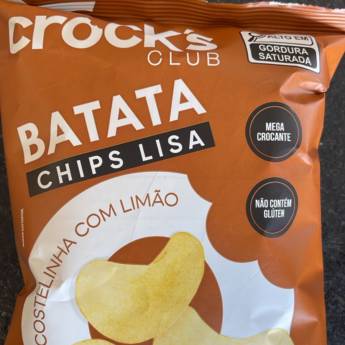 crock's
CLUB
ALTO EM
GORDURA
SATURADA
BATATA
CHIPS LISA
MEGA
CROCANTE
NÃO CONTÉM
GLÚTEN
COSTELINHA COM LIMÃO